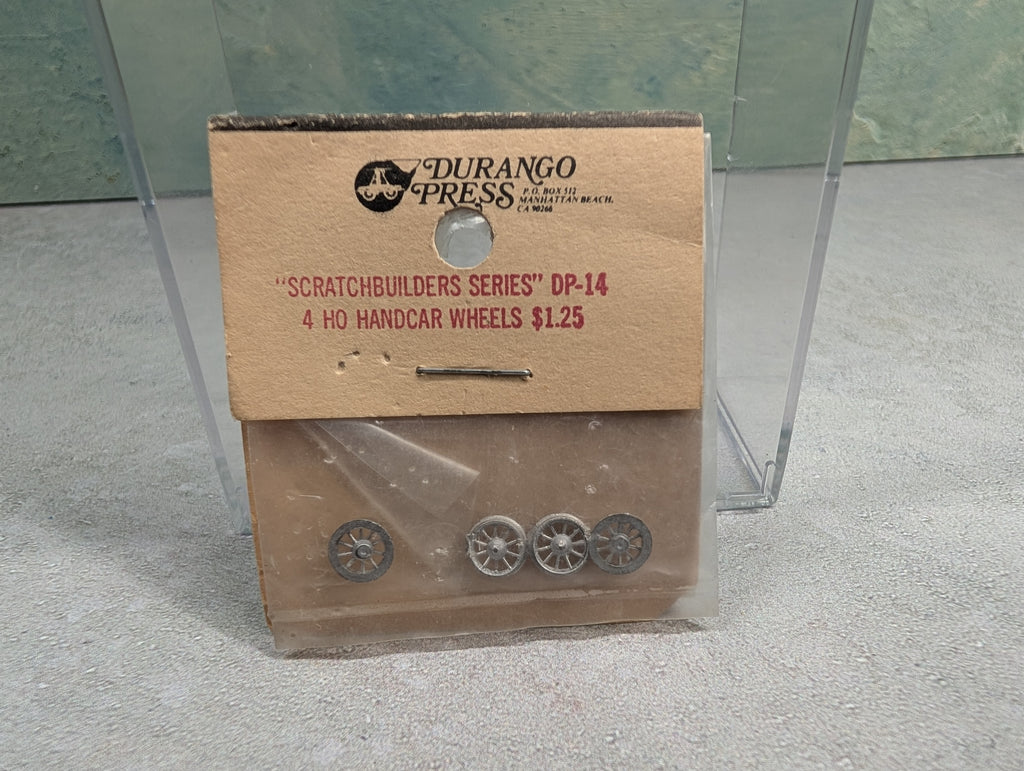 DURANGO
PRESS
P.O. BOX 512
MANHATTAN BEACH,
CA 90266
"SCRATCHBUILDERS SERIES" DP-14
4 HO HANDCAR WHEELS $1.25